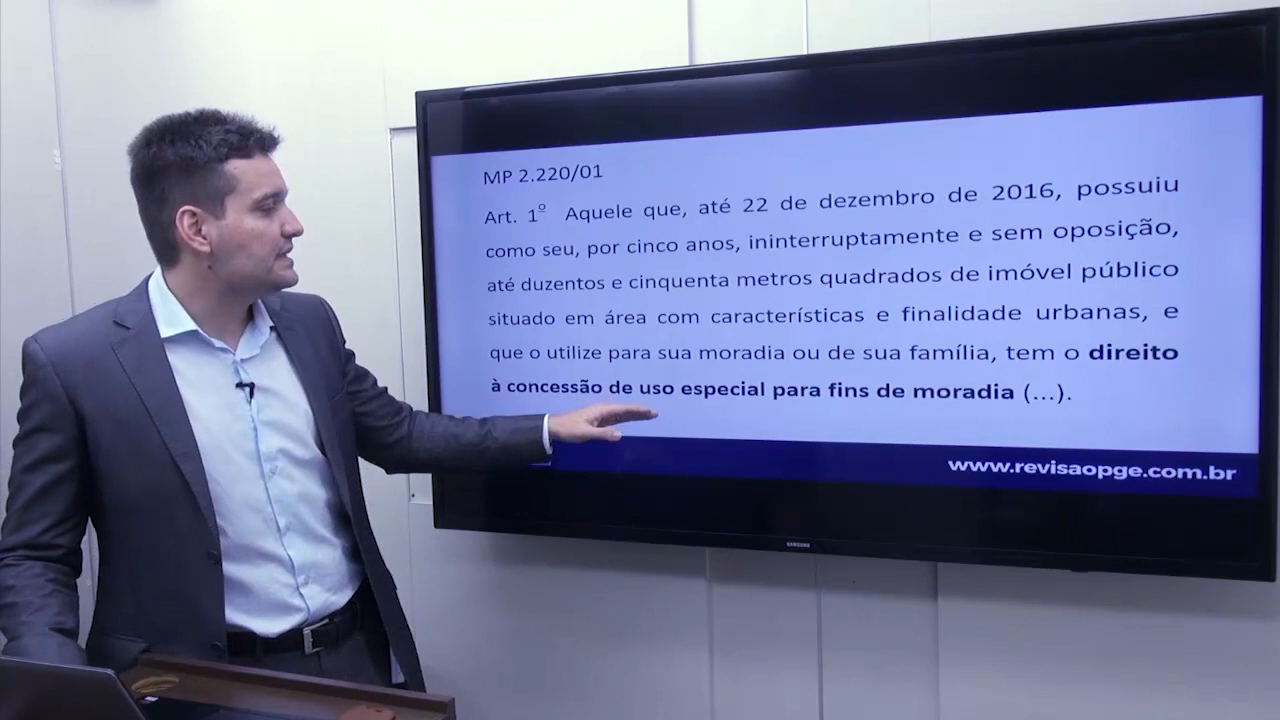 MP 2.220/01
Art. 1º Aquele que, até 22 de dezembro de 2016, possuiu
como seu, por cinco anos, ininterruptamente e sem oposição,
até duzentos e cinquenta metros quadrados de imóvel público
situado em área com características e finalidade urbanas, e
que o utilize para sua moradia ou de sua família, tem o direito
à concessão de uso especial para fins de moradia (...).
www.revisaopge.com.br
SAMSUNG